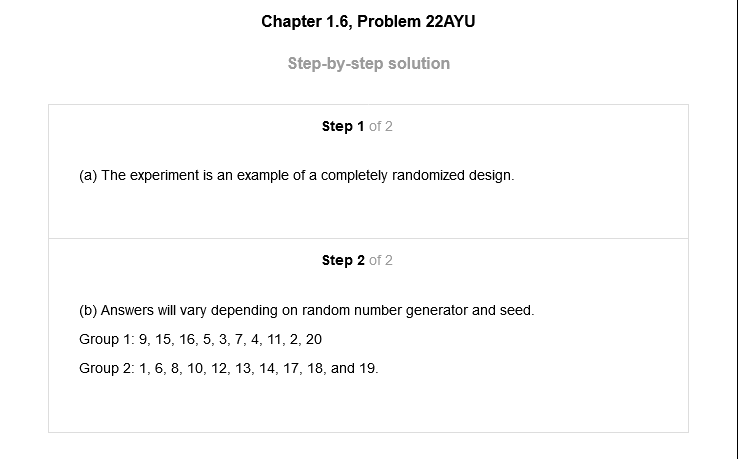 Chapter 1.6, Problem 22AYU
Step-by-step solution
Step 1 of 2
(a) The experiment is an example of a completely randomized design.
Step 2 of 2
(b) Answers will vary depending on random number generator and seed.
Group 1: 9, 15, 16, 5, 3, 7, 4, 11, 2, 20
Group 2: 1, 6, 8, 10, 12, 13, 14, 17, 18, and 19.